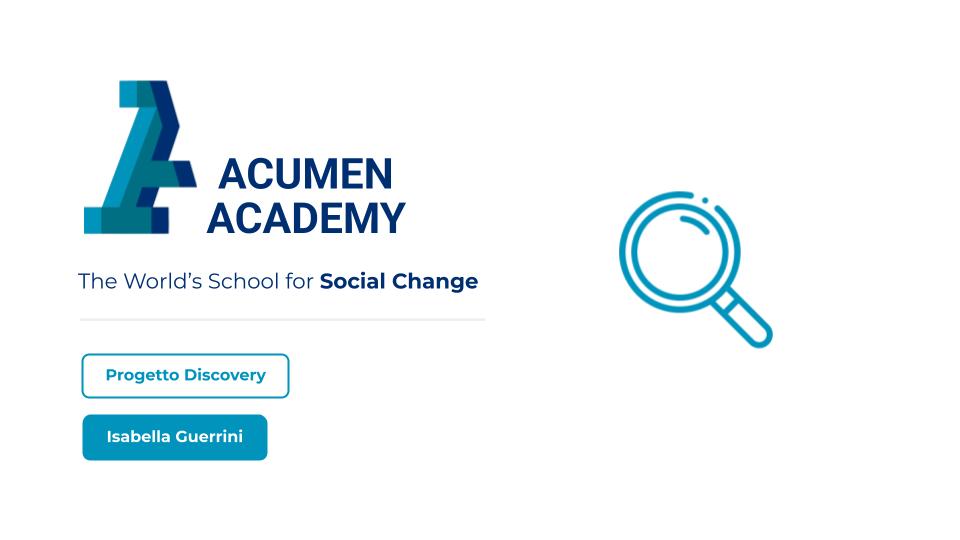 ACUMEN
ACADEMY
The World’s School for Social Change
Progetto Discovery
Isabella Guerrini